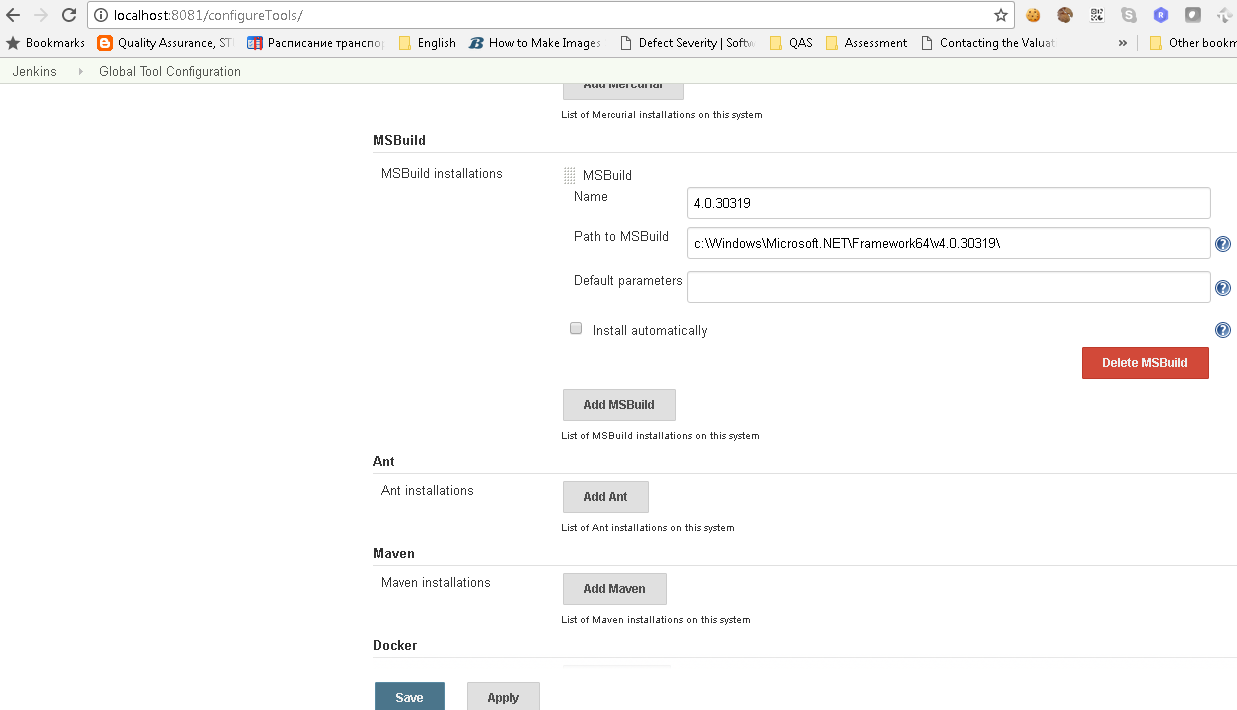 localhost:8081/configureTools/
Bookmarks Quality Assurance, ST Расписание транспо English How to Make Images Defect Severity | Softw QAS Assessment Contacting the Valuat » Other bookm
Jenkins Global Tool Configuration
Add Mercurial
List of Mercurial installations on this system
MSBuild
MSBuild installations
MSBuild
Name
4.0.30319
Path to MSBuild
c:\Windows\Microsoft.NET\Framework64\v4.0.30319\
Default parameters
Install automatically
Delete MSBuild
Add MSBuild
List of MSBuild installations on this system
Ant
Ant installations
Add Ant
List of Ant installations on this system
Maven
Maven installations
Add Maven
List of Maven installations on this system
Docker
Save Apply